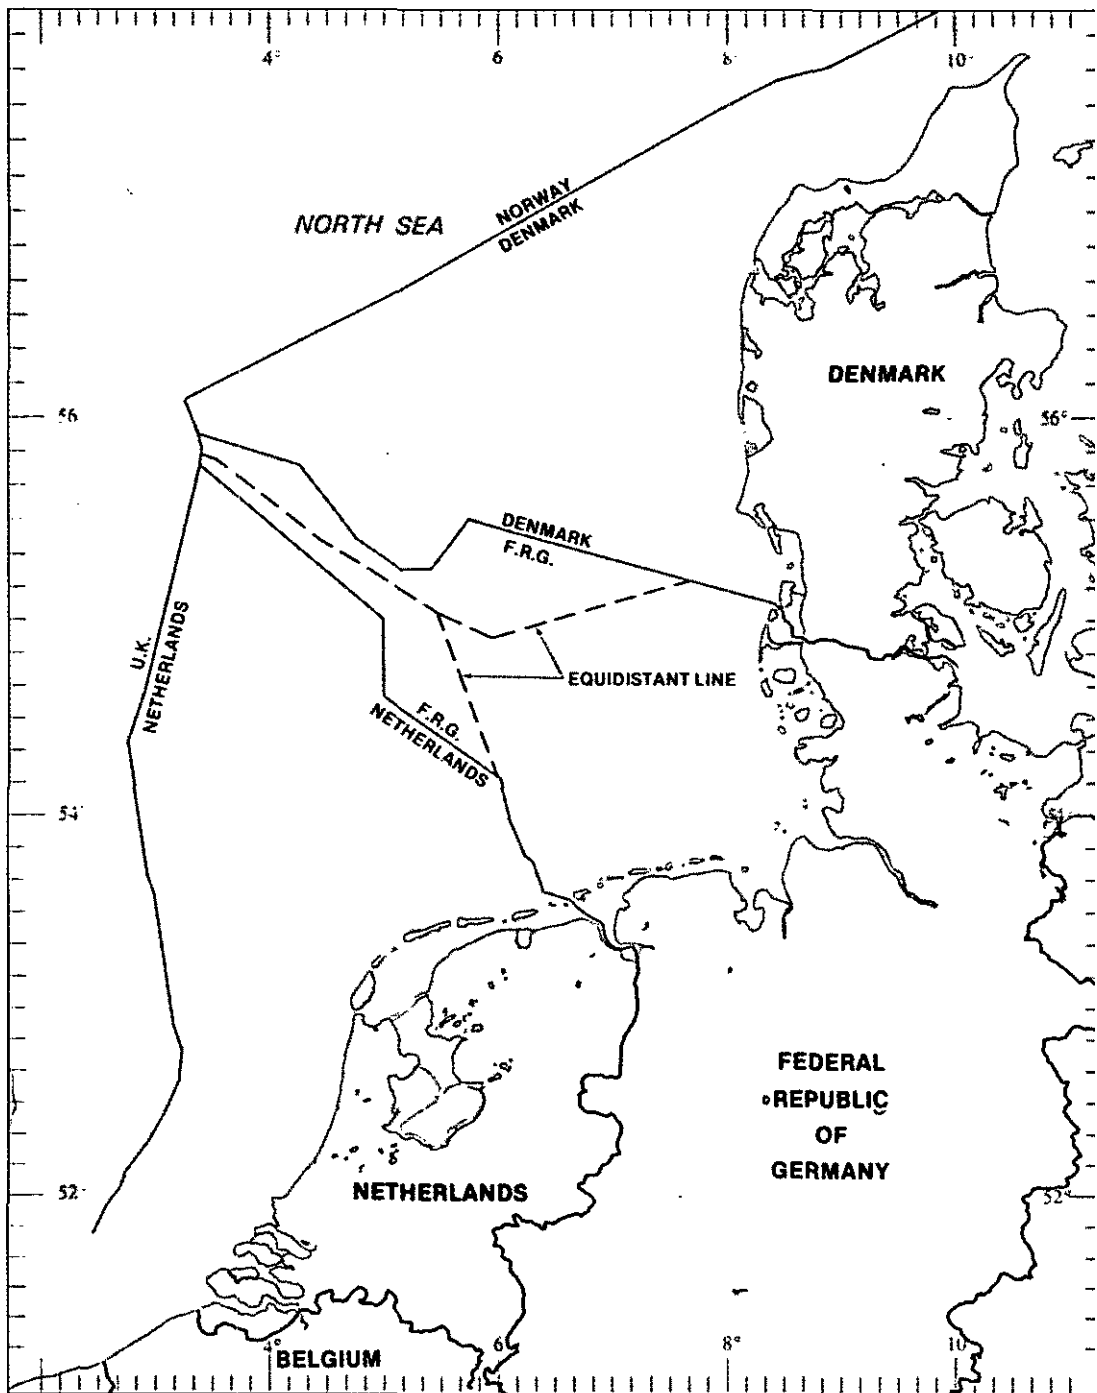 4°
6
8°
10°
NORTH SEA
NORWAY
DENMARK
DENMARK
56
56°
DENMARK
F.R.G.
U.K.
NETHERLANDS
EQUIDISTANT LINE
F.R.G.
NETHERLANDS
54
FEDERAL
REPUBLIC
OF
GERMANY
NETHERLANDS
52
52°
4°
6
8°
10
BELGIUM